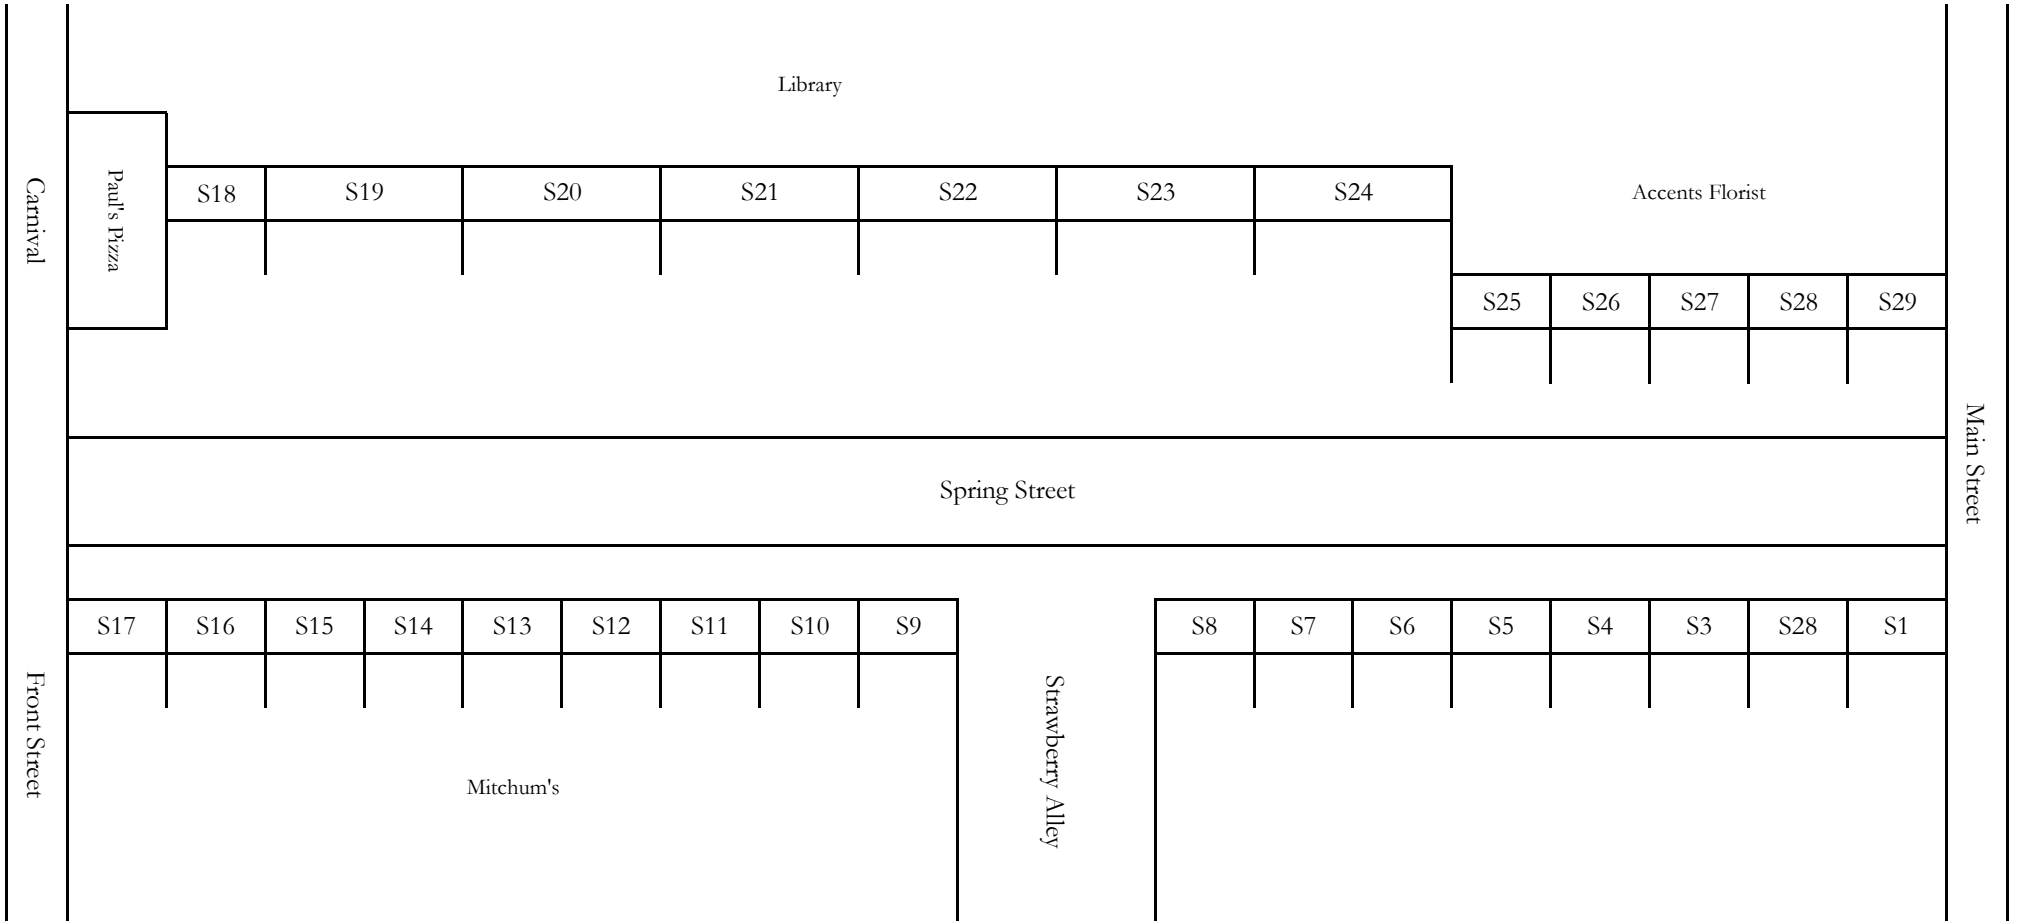 Library
Carnival
Paul's Pizza
S18
S19
S20
S21
S22
S23
S24
Accents Florist
S25
S26
S27
S28
S29
Main Street
Spring Street
S17
S16
S15
S14
S13
S12
S11
S10
S9
S8
S7
S6
S5
S4
S3
S28
S1
Front Street
Strawberry Alley
Mitchum's